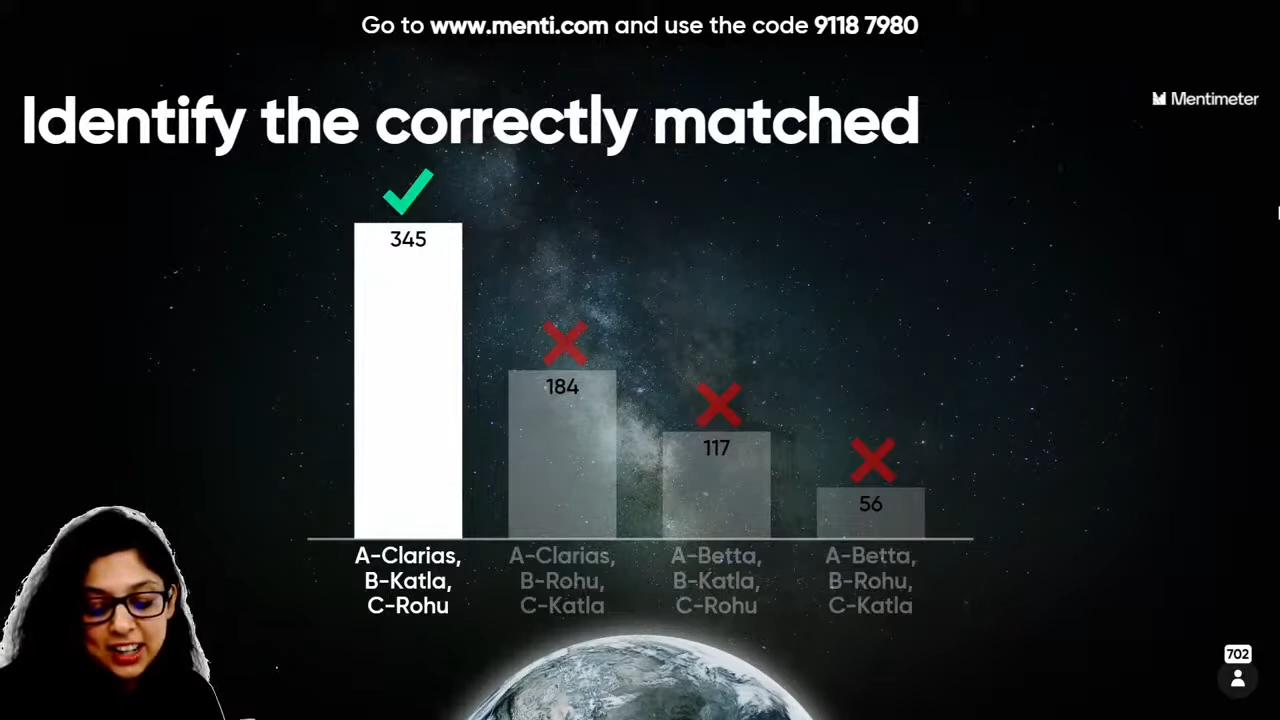 Go to www.menti.com and use the code 9118 7980
Identify the correctly matched
Mentimeter
345
184
117
56
A-Clarias,
B-Katla,
C-Rohu
A-Clarias,
B-Rohu,
C-Katla
A-Betta,
B-Katla,
C-Rohu
A-Betta,
B-Rohu,
C-Katla
702